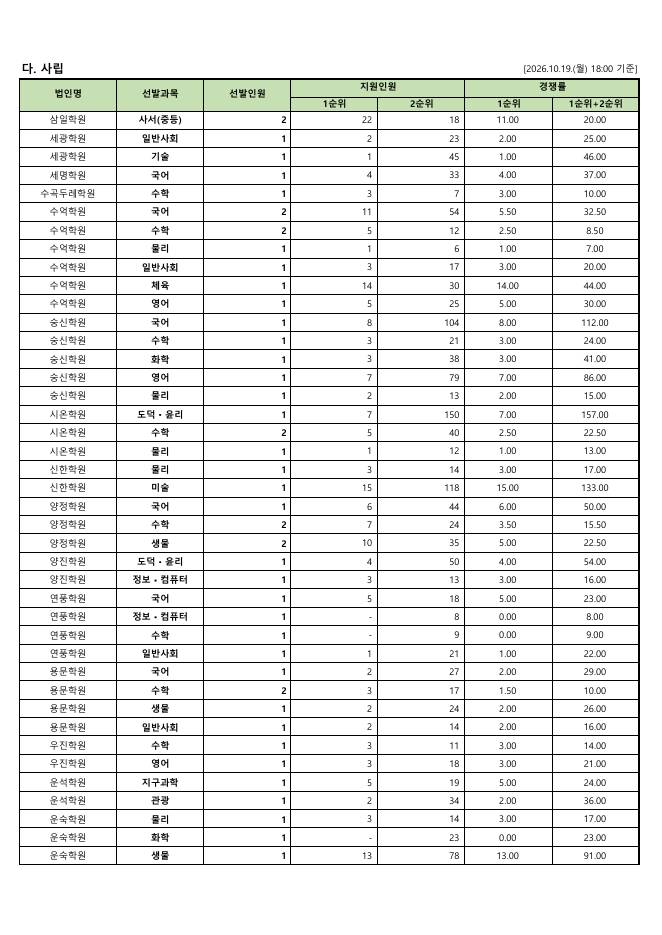 다. 사립
[2026.10.19.(월) 18:00 기준]
법인명 선발과목 선발인원 지원인원 경쟁률
1순위 2순위 1순위 1순위+2순위
삼일학원 사서(중등) 2 22 18 11.00 20.00
세광학원 일반사회 1 2 23 2.00 25.00
세광학원 기술 1 1 45 1.00 46.00
세명학원 국어 1 4 33 4.00 37.00
수곡두레학원 수학 1 3 7 3.00 10.00
수억학원 국어 2 11 54 5.50 32.50
수억학원 수학 2 5 12 2.50 8.50
수억학원 물리 1 1 6 1.00 7.00
수억학원 일반사회 1 3 17 3.00 20.00
수억학원 체육 1 14 30 14.00 44.00
수억학원 영어 1 5 25 5.00 30.00
숭신학원 국어 1 8 104 8.00 112.00
숭신학원 수학 1 3 21 3.00 24.00
숭신학원 화학 1 3 38 3.00 41.00
숭신학원 영어 1 7 79 7.00 86.00
숭신학원 물리 1 2 13 2.00 15.00
시온학원 도덕・윤리 1 7 150 7.00 157.00
시온학원 수학 2 5 40 2.50 22.50
시온학원 물리 1 1 12 1.00 13.00
신한학원 물리 1 3 14 3.00 17.00
신한학원 미술 1 15 118 15.00 133.00
양정학원 국어 1 6 44 6.00 50.00
양정학원 수학 2 7 24 3.50 15.50
양정학원 생물 2 10 35 5.00 22.50
양진학원 도덕・윤리 1 4 50 4.00 54.00
양진학원 정보・컴퓨터 1 3 13 3.00 16.00
연풍학원 국어 1 5 18 5.00 23.00
연풍학원 정보・컴퓨터 1 - 8 0.00 8.00
연풍학원 수학 1 - 9 0.00 9.00
연풍학원 일반사회 1 1 21 1.00 22.00
용문학원 국어 1 2 27 2.00 29.00
용문학원 수학 2 3 17 1.50 10.00
용문학원 생물 1 2 24 2.00 26.00
용문학원 일반사회 1 2 14 2.00 16.00
우진학원 수학 1 3 11 3.00 14.00
우진학원 영어 1 3 18 3.00 21.00
운석학원 지구과학 1 5 19 5.00 24.00
운석학원 관광 1 2 34 2.00 36.00
운숙학원 물리 1 3 14 3.00 17.00
운숙학원 화학 1 - 23 0.00 23.00
운숙학원 생물 1 13 78 13.00 91.00